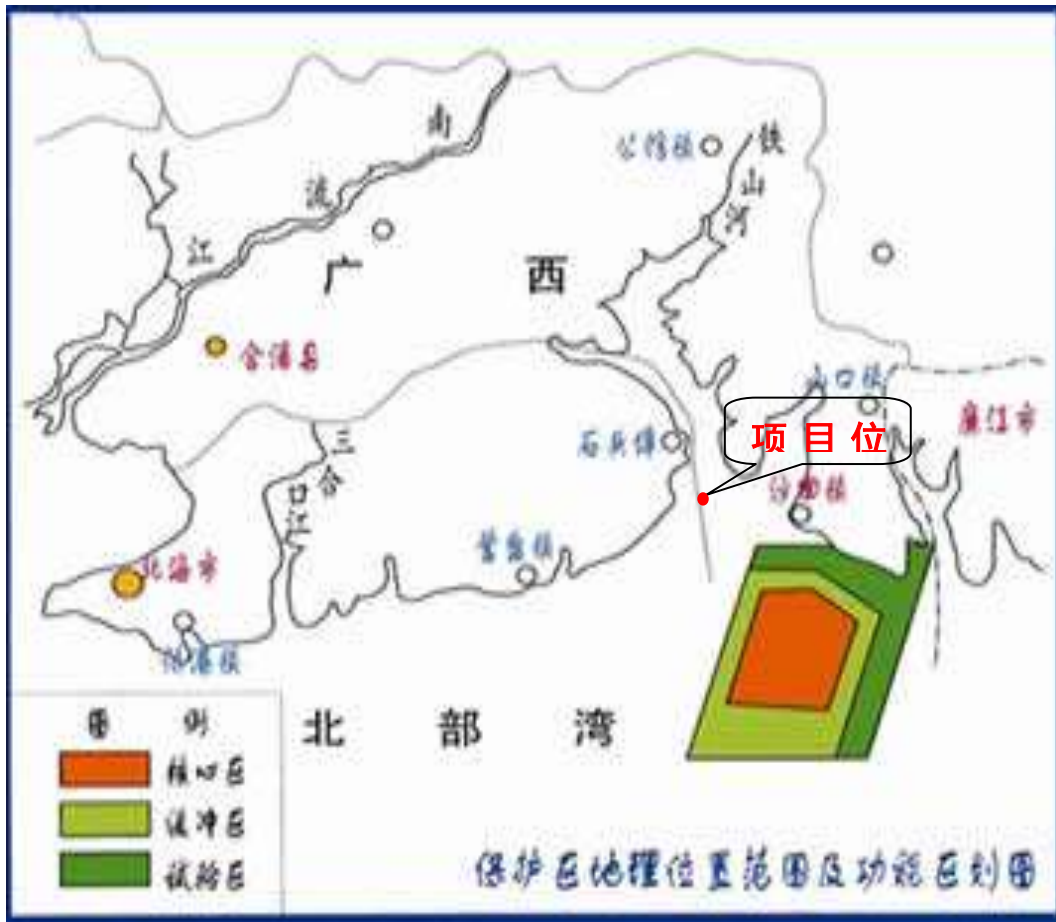 南
流
江
公馆镇
铁
山
河
广 西
合浦县
山口镇
廉江市
项 目 位
石头埠
沙田镇
三
合
口
江
营盘镇
北海市
北 部 湾
图 例
核心区
缓冲区
试验区
保护区地理位置范围及功能区划图